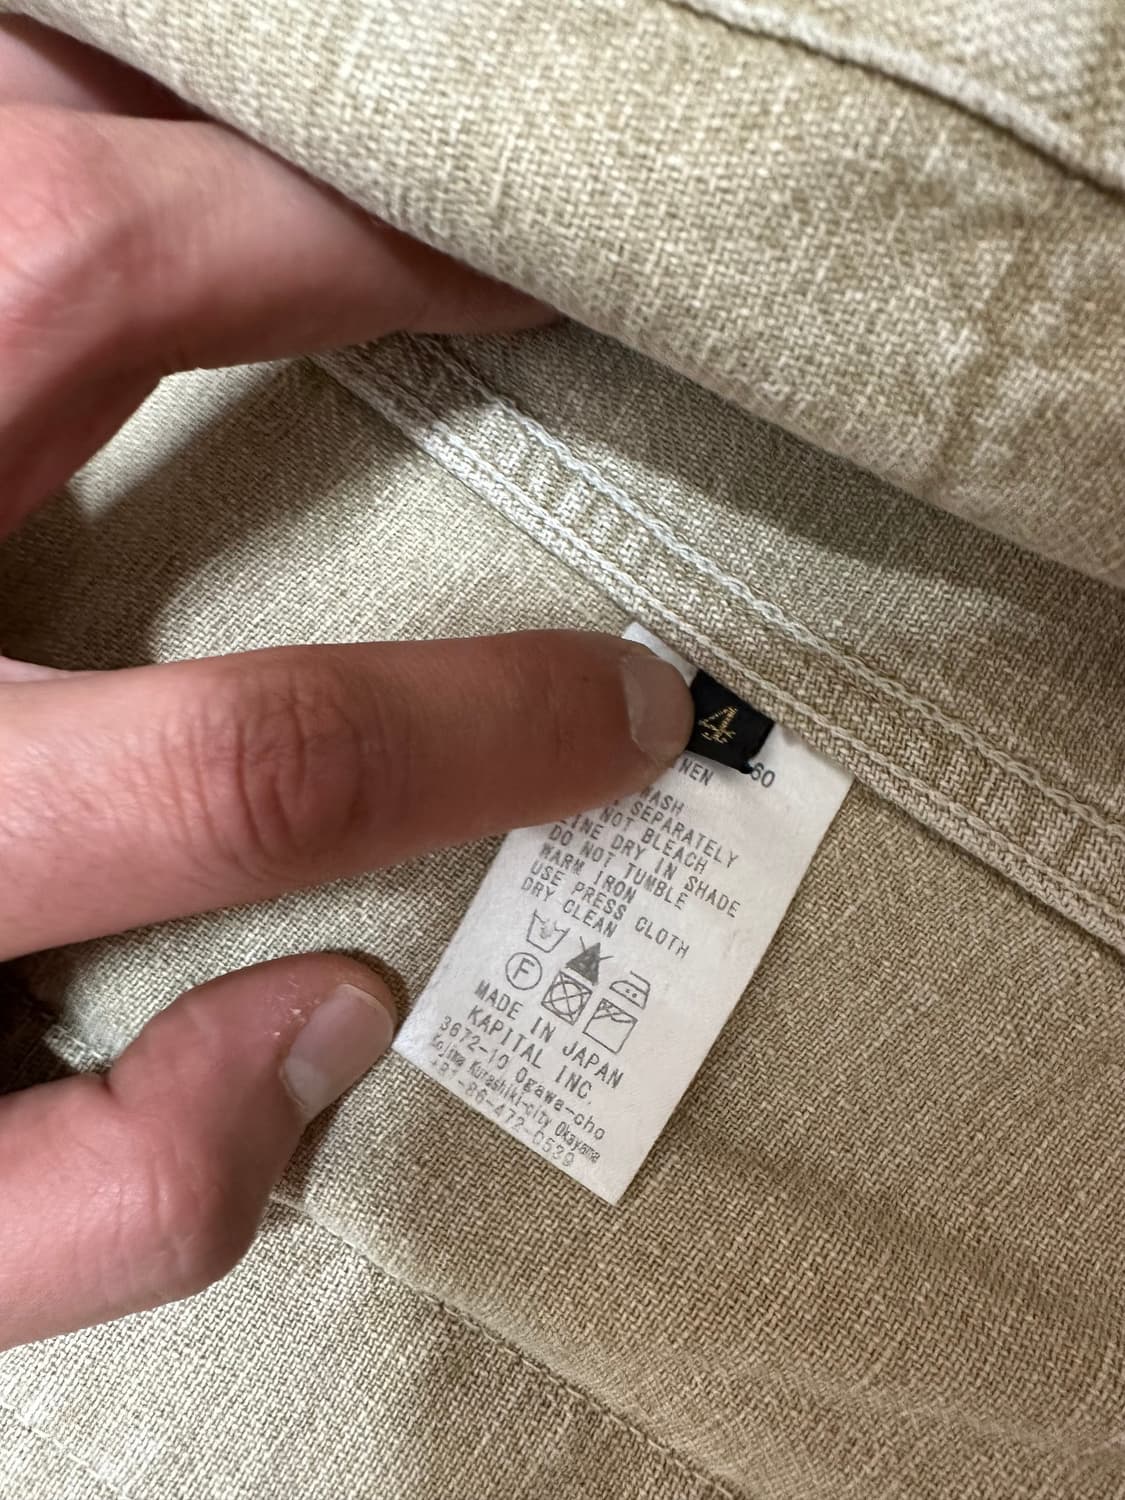 60
NEN
WASH
SEPARATELY
NOT BLEACH
INE DRY IN SHADE
DO NOT TUMBLE
WARM IRON
USE PRESS CLOTH
DRY CLEAN
F
MADE IN JAPAN
KAPITAL INC.
3672-10 Ogawa-cho
Kojima Kurashiki-city Okayama
+81-86-472-0539